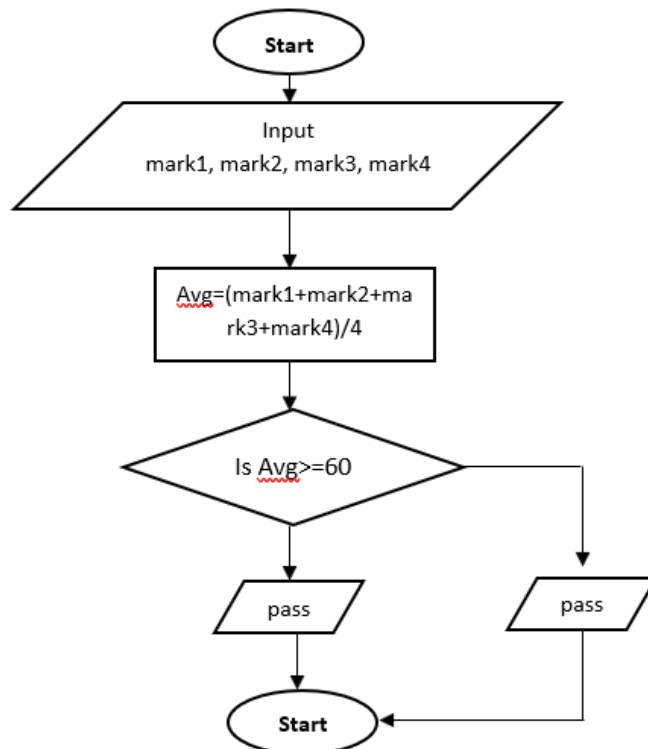 Start
Input
mark1, mark2, mark3, mark4
Avg=(mark1+mark2+ma
rk3+mark4)/4
Is Avg>=60
pass
pass
Start